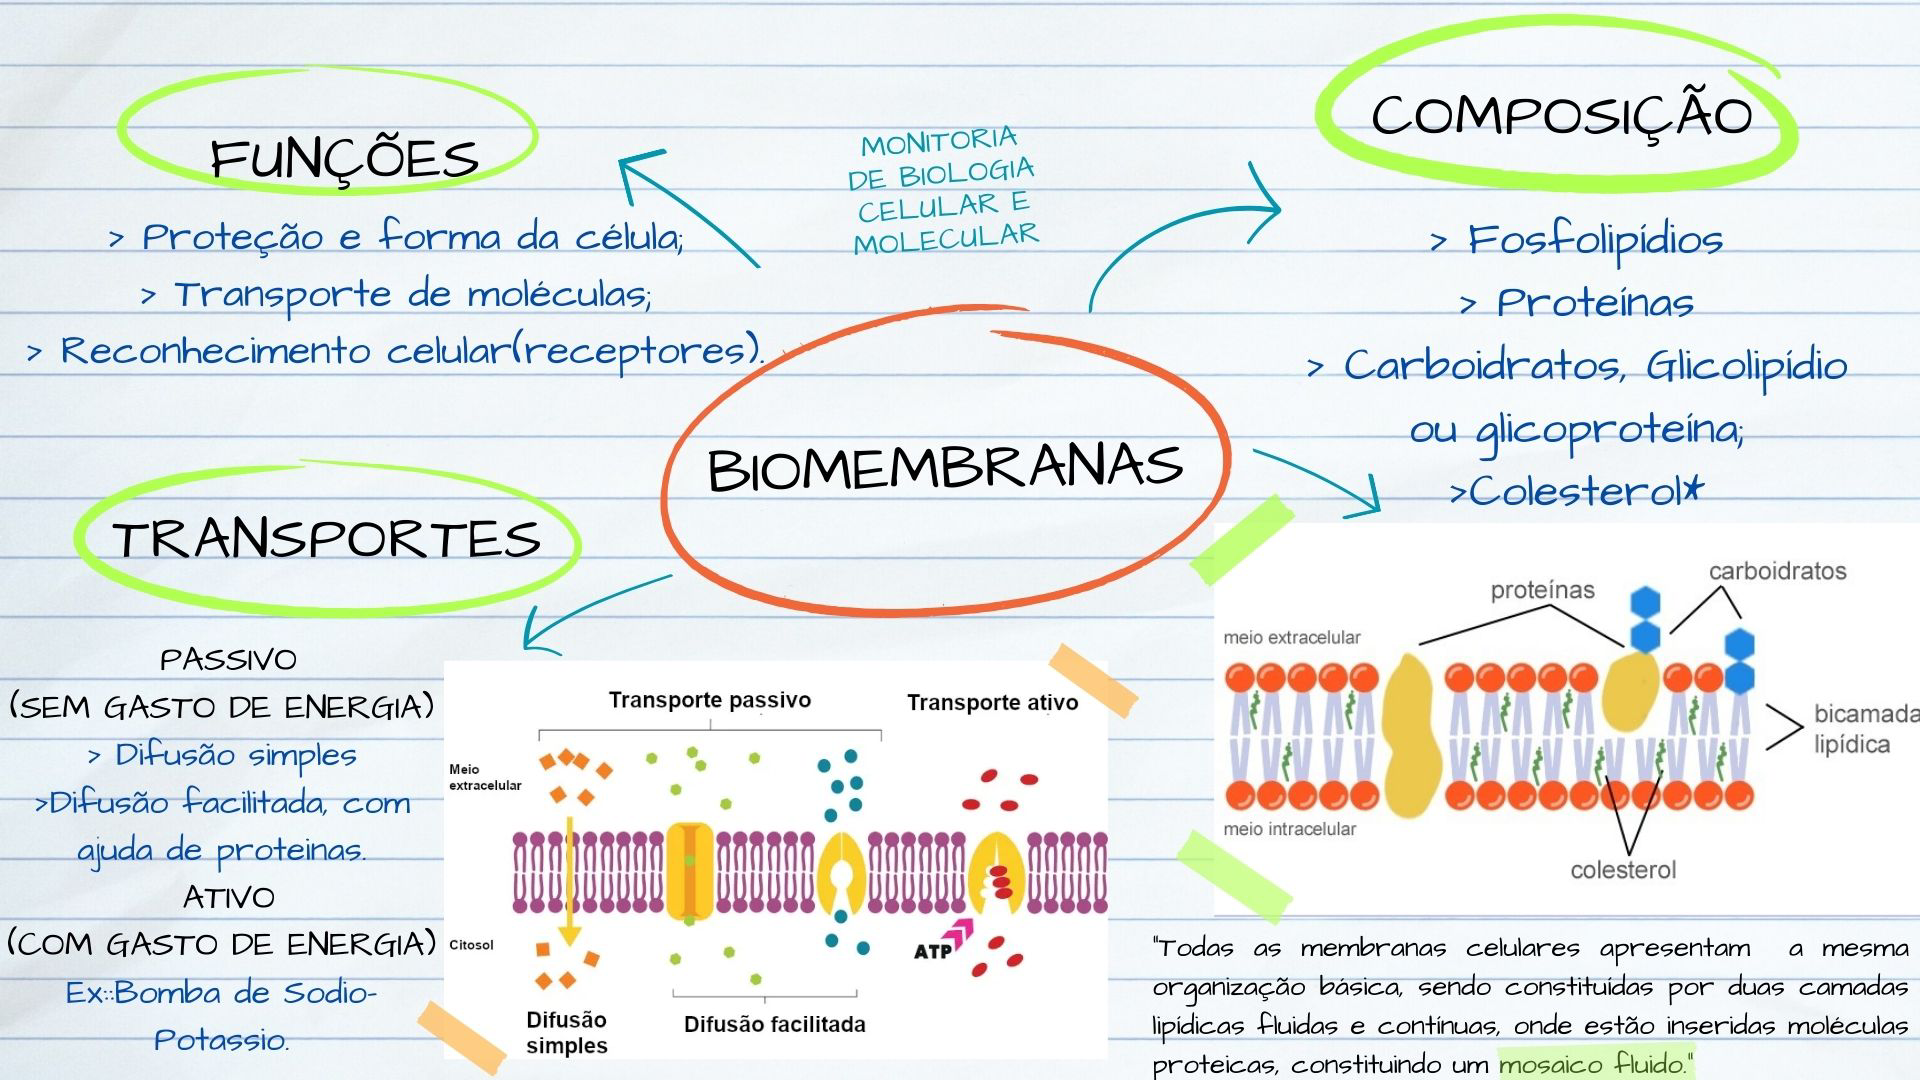 MONITORIA
DE BIOLOGIA
CELULAR E
MOLECULAR
BIOMEMBRANAS
FUNÇÕES
> Proteção e forma da célula;
> Transporte de moléculas;
> Reconhecimento celular(receptores).
COMPOSIÇÃO
> Fosfolipídios
> Proteínas
> Carboidratos, Glicolipídio
ou glicoproteína;
>Colesterol*
TRANSPORTES
PASSIVO
(SEM GASTO DE ENERGIA)
> Difusão simples
>Difusão facilitada, com
ajuda de proteinas.
ATIVO
(COM GASTO DE ENERGIA)
Ex::Bomba de Sodio-
Potassio.
Transporte passivo
Transporte ativo
Meio
extracelular
Citosol
ATP
Difusão
simples
Difusão facilitada
proteínas
carboidratos
meio extracelular
bicamada
lipídica
meio intracelular
colesterol
"Todas as membranas celulares apresentam a mesma
organização básica, sendo constituídas por duas camadas
lipídicas fluidas e contínuas, onde estão inseridas moléculas
proteicas, constituindo um mosaico fluido."